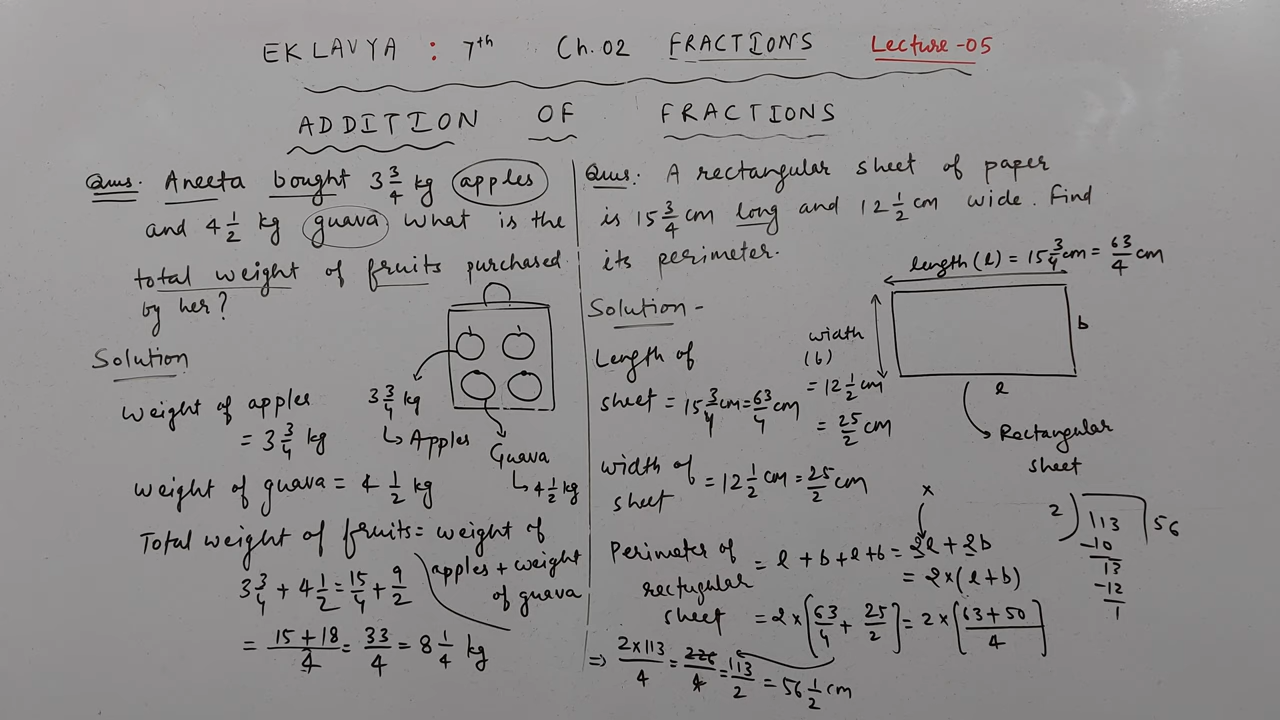 EKLAVYA : 7th Ch.02 FRACTIONS Lecture-05
ADDITION OF FRACTIONS
Ques. Aneeta bought 3 3/4 kg apples
and 4 1/2 kg guava what is the
total weight of fruits purchased
by her?
Solution
Weight of apples
= 3 3/4 kg
3 3/4 kg
↳ Apples
Guava
↳ 4 1/2 kg
Weight of guava = 4 1/2 kg
Total weight of fruits = weight of
apples + weight
of guava
3 3/4 + 4 1/2 = 15/4 + 9/2
= (15 + 18)/4 = 33/4 = 8 1/4 kg
Ques. A rectangular sheet of paper
is 15 3/4 cm long and 12 1/2 cm wide. Find
its perimeter.
length (l) = 15 3/4 cm = 63/4 cm
Solution -
width
(b)
= 12 1/2 cm
= 25/2 cm
b
l
Rectangular
sheet
Length of
sheet = 15 3/4 cm = 63/4 cm
width of
sheet = 12 1/2 cm = 25/2 cm
x
Perimeter of
rectugular
sheet
= l + b + l + b = 2l + 2b
= 2 × (l + b)
= 2 × [63/4 + 25/2] = 2 × [(63 + 50)/4]
⇒ (2 × 113)/4 = 226/4 = 113/2 = 56 1/2 cm
2 ) 113 56
-10
13
-12
1